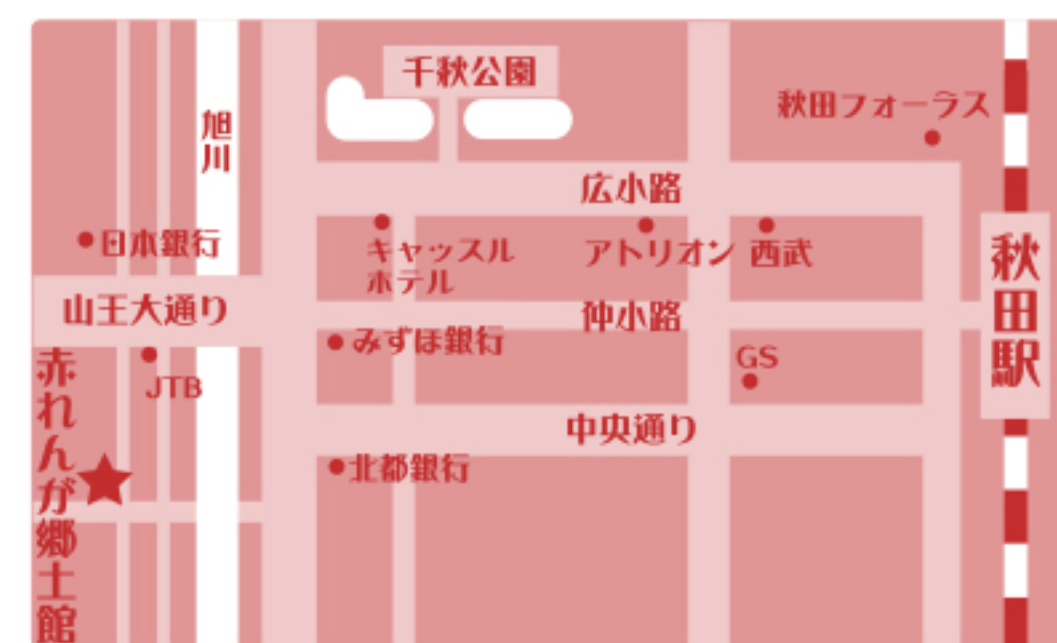 千秋公園
秋田フォーラス
旭川
広小路
日本銀行
キャッスル
ホテル
アトリオン
西武
秋田駅
山王大通り
仲小路
みずほ銀行
JTB
GS
赤れんが郷土館
中央通り
北都銀行